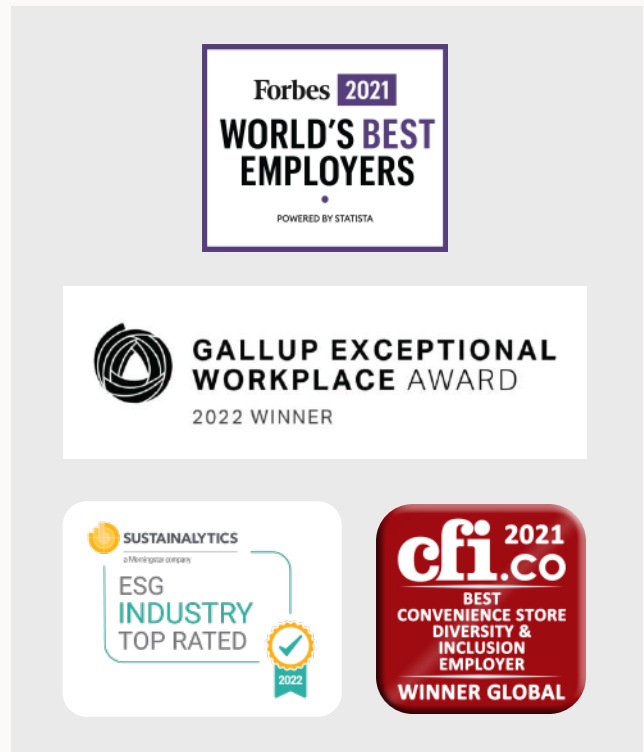 Forbes 2021
WORLD'S BEST
EMPLOYERS
POWERED BY STATISTA
GALLUP EXCEPTIONAL
WORKPLACE AWARD
2022 WINNER
SUSTAINALYTICS
a Morningstar company
ESG
INDUSTRY
TOP RATED
2022
cfi.co 2021
BEST
CONVENIENCE STORE
DIVERSITY &
INCLUSION
EMPLOYER
WINNER GLOBAL